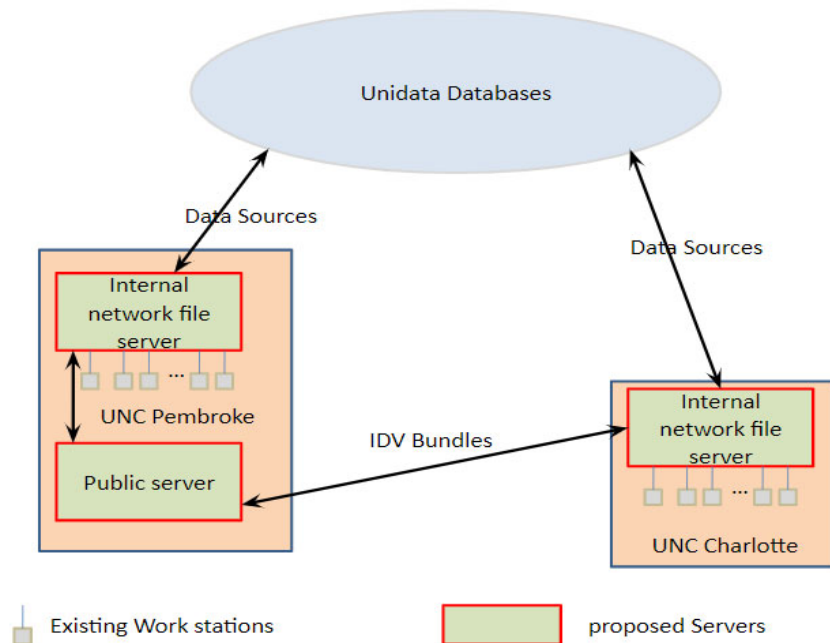 Unidata Databases
Data Sources
Data Sources
Internal
network file
server
...
UNC Pembroke
Public server
IDV Bundles
Internal
network file
server
...
UNC Charlotte
Existing Work stations
proposed Servers